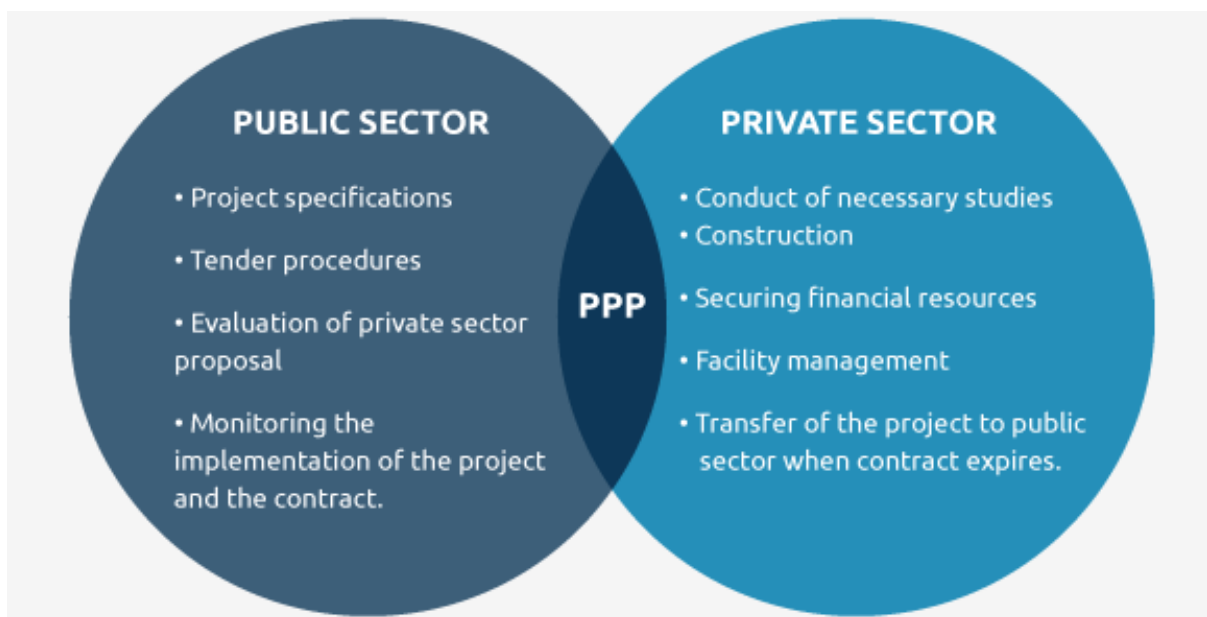 PUBLIC SECTOR
• Project specifications
• Tender procedures
• Evaluation of private sector
proposal
• Monitoring the
implementation of the project
and the contract.
PPP
PRIVATE SECTOR
• Conduct of necessary studies
• Construction
• Securing financial resources
• Facility management
• Transfer of the project to public
sector when contract expires.